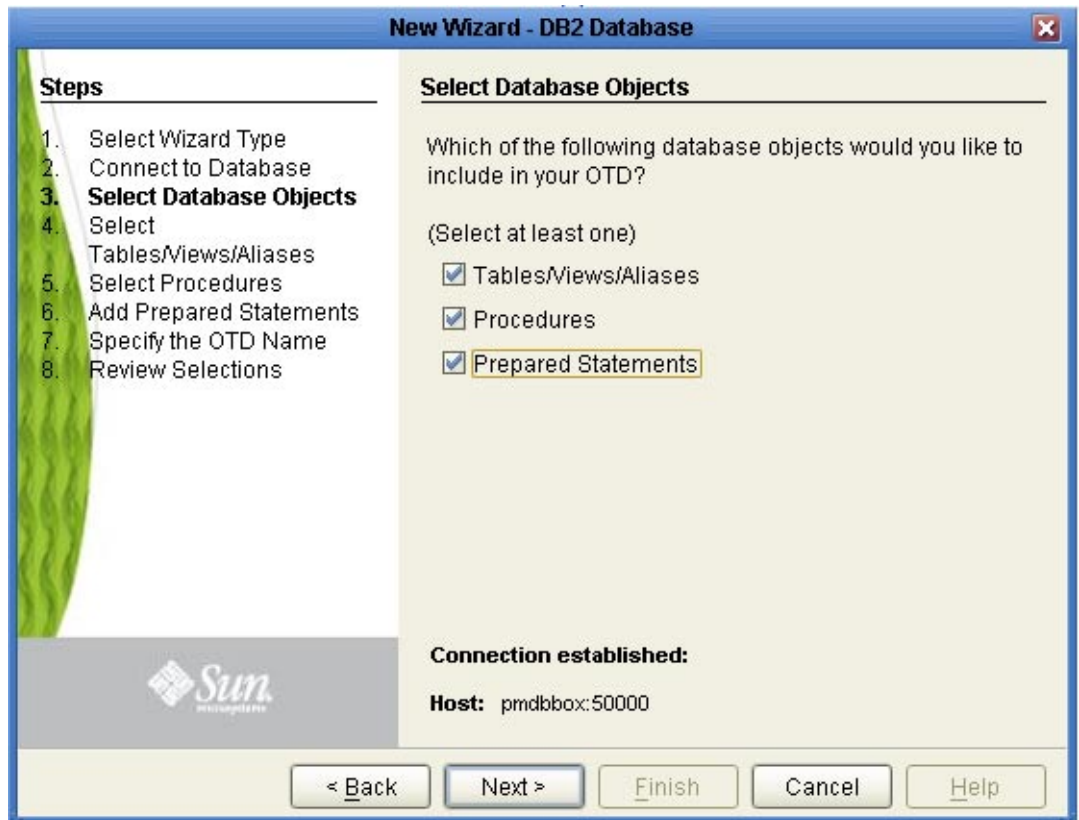 New Wizard - DB2 Database
Steps
1. Select Wizard Type
2. Connect to Database
3. Select Database Objects
4. Select
Tables/Views/Aliases
5. Select Procedures
6. Add Prepared Statements
7. Specify the OTD Name
8. Review Selections
Select Database Objects
Which of the following database objects would you like to
include in your OTD?
(Select at least one)
Tables/Views/Aliases
Procedures
Prepared Statements
Sun
microsystems
Connection established:
Host: pmdbbox:50000
< Back
Next >
Finish
Cancel
Help